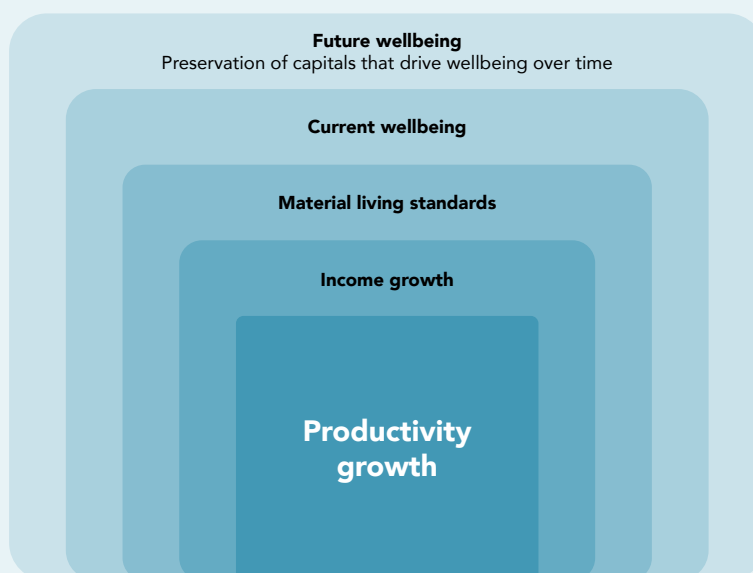 Future wellbeing
Preservation of capitals that drive wellbeing over time
Current wellbeing
Material living standards
Income growth
Productivity
growth